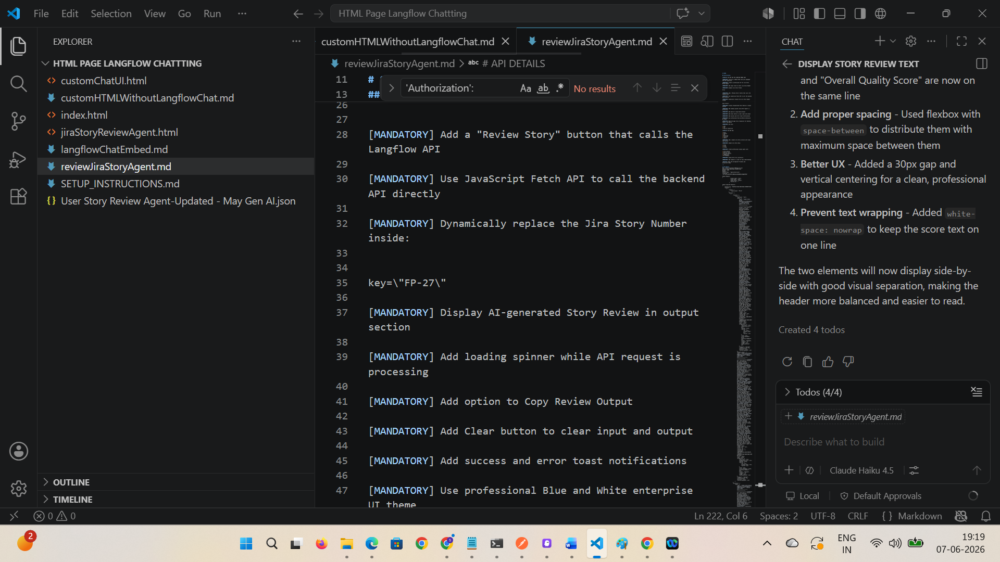 File Edit Selection View Go Run ···
HTML Page Langflow Chattting
EXPLORER
HTML PAGE LANGFLOW CHATTTING
customChatUI.html
customHTMLWithoutLangflowChat.md
index.html
jiraStoryReviewAgent.html
langflowChatEmbed.md
reviewJiraStoryAgent.md
SETUP_INSTRUCTIONS.md
User Story Review Agent-Updated - May Gen AI.json
OUTLINE
TIMELINE
customHTMLWithoutLangflowChat.md
reviewJiraStoryAgent.md
reviewJiraStoryAgent.md > abc # API DETAILS
'Authorization': Aa ab .* No results
11 #
13 ##
26
27
28 [MANDATORY] Add a "Review Story" button that calls the
Langflow API
29
30 [MANDATORY] Use JavaScript Fetch API to call the backend
API directly
31
32 [MANDATORY] Dynamically replace the Jira Story Number
inside:
33
34
35 key=\"FP-27\"
36
37 [MANDATORY] Display AI-generated Story Review in output
section
38
39 [MANDATORY] Add loading spinner while API request is
processing
40
41 [MANDATORY] Add option to Copy Review Output
42
43 [MANDATORY] Add Clear button to clear input and output
44
45 [MANDATORY] Add success and error toast notifications
46
47 [MANDATORY] Use professional Blue and White enterprise
UI theme
CHAT
DISPLAY STORY REVIEW TEXT
and "Overall Quality Score" are now on
the same line
2. Add proper spacing - Used flexbox with
space-between to distribute them with
maximum space between them
3. Better UX - Added a 30px gap and
vertical centering for a clean, professional
appearance
4. Prevent text wrapping - Added white-
space: nowrap to keep the score text on
one line
The two elements will now display side-by-
side with good visual separation, making the
header more balanced and easier to read.
Created 4 todos
Todos (4/4)
reviewJiraStoryAgent.md
Describe what to build
Claude Haiku 4.5
Local Default Approvals
0 0
Ln 222, Col 6 Spaces: 2 UTF-8 CRLF { } Markdown
2
ENG
IN
19:19
07-06-2026